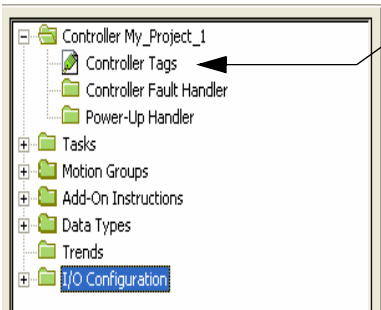 Controller My_Project_1
Controller Tags
Controller Fault Handler
Power-Up Handler
Tasks
Motion Groups
Add-On Instructions
Data Types
Trends
I/O Configuration